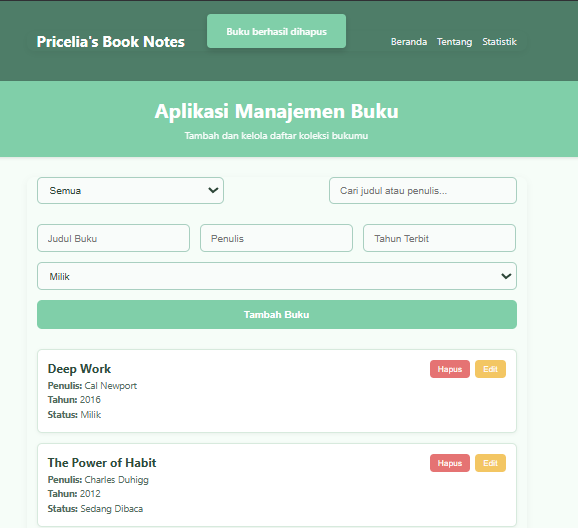 Pricelia's Book Notes
Buku berhasil dihapus
Beranda Tentang Statistik
Aplikasi Manajemen Buku
Tambah dan kelola daftar koleksi bukumu
Semua
Cari judul atau penulis...
Judul Buku
Penulis
Tahun Terbit
Milik
Tambah Buku
Deep Work
Hapus Edit
Penulis: Cal Newport
Tahun: 2016
Status: Milik
The Power of Habit
Hapus Edit
Penulis: Charles Duhigg
Tahun: 2012
Status: Sedang Dibaca